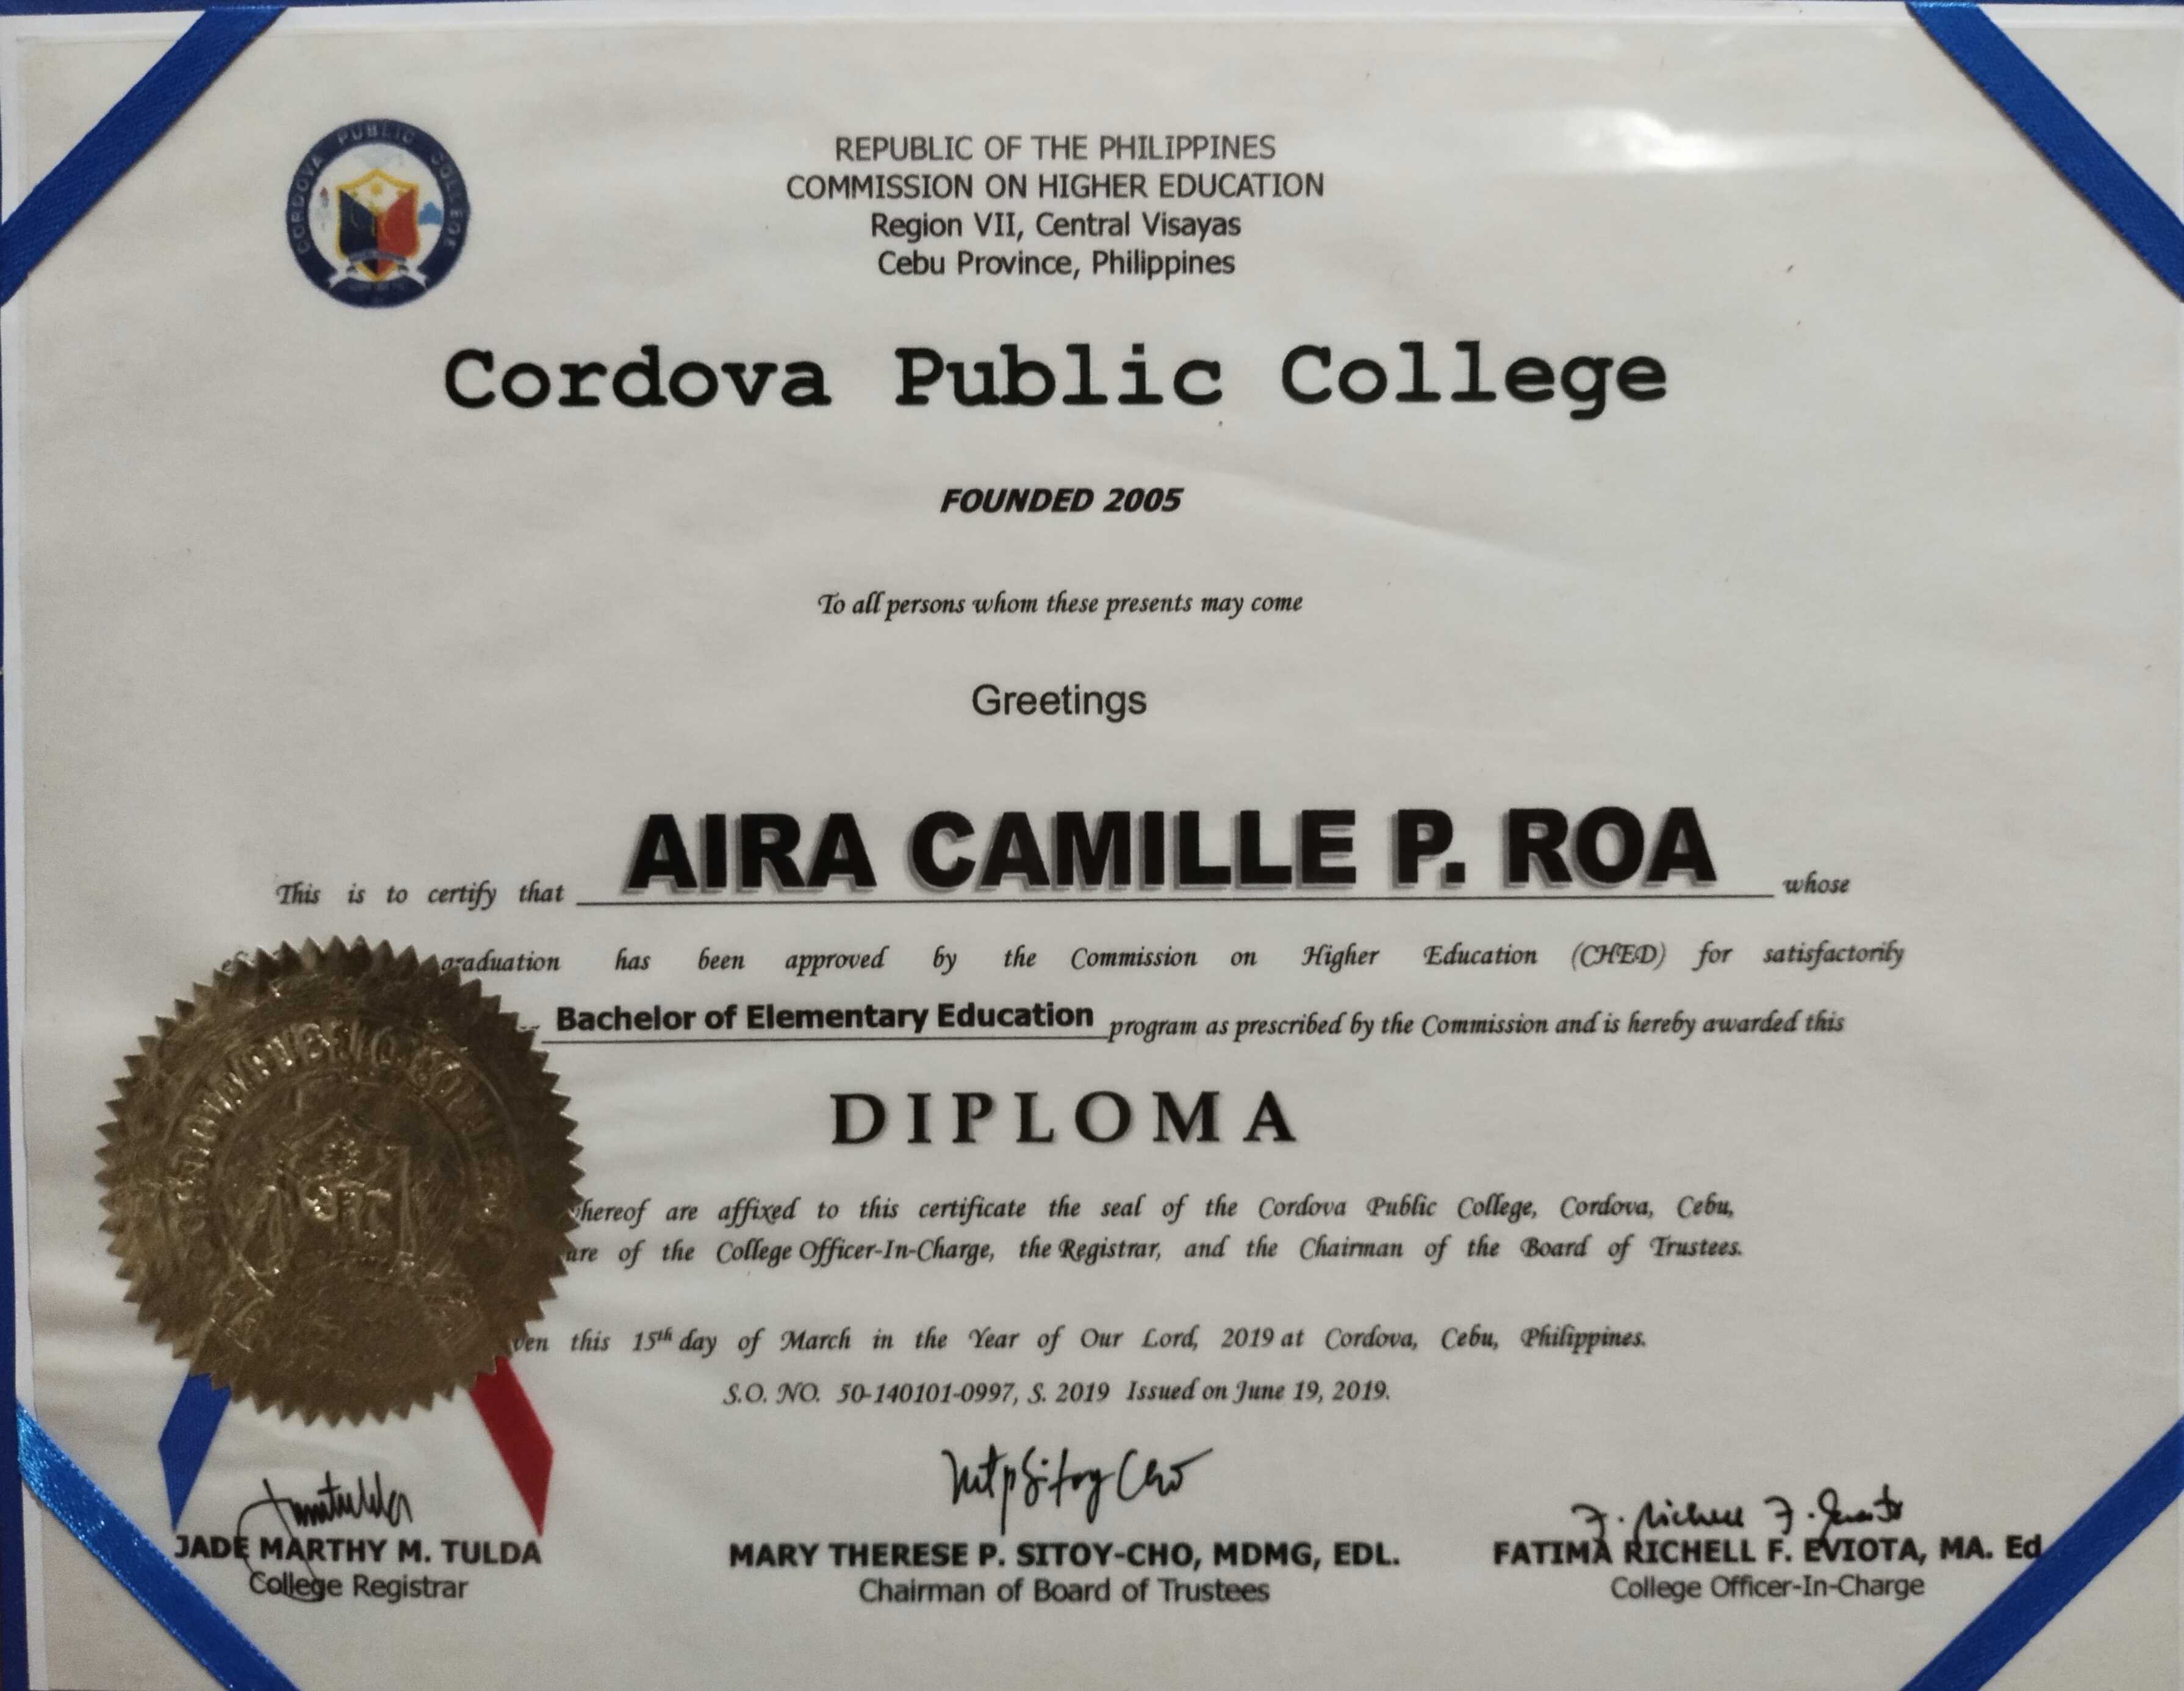 CORDOVA PUBLIC COLLEGE
REPUBLIC OF THE PHILIPPINES
COMMISSION ON HIGHER EDUCATION
Region VII, Central Visayas
Cebu Province, Philippines
Cordova Public College
FOUNDED 2005
To all persons whom these presents may come
Greetings
This is to certify that AIRA CAMILLE P. ROA whose
graduation has been approved by the Commission on Higher Education (CHED) for satisfactorily
Bachelor of Elementary Education program as prescribed by the Commission and is hereby awarded this
DIPLOMA
hereof are affixed to this certificate the seal of the Cordova Public College, Cordova, Cebu,
of the College Officer-In-Charge, the Registrar, and the Chairman of the Board of Trustees.
this 15th day of March in the Year of Our Lord, 2019 at Cordova, Cebu, Philippines.
S.O. NO. 50-140101-0997, S. 2019 Issued on June 19, 2019.
JADE MARTHY M. TULDA
College Registrar
MARY THERESE P. SITOY-CHO, MDMG, EDL.
Chairman of Board of Trustees
FATIMA RICHELL F. EVIOTA, MA. Ed
College Officer-In-Charge